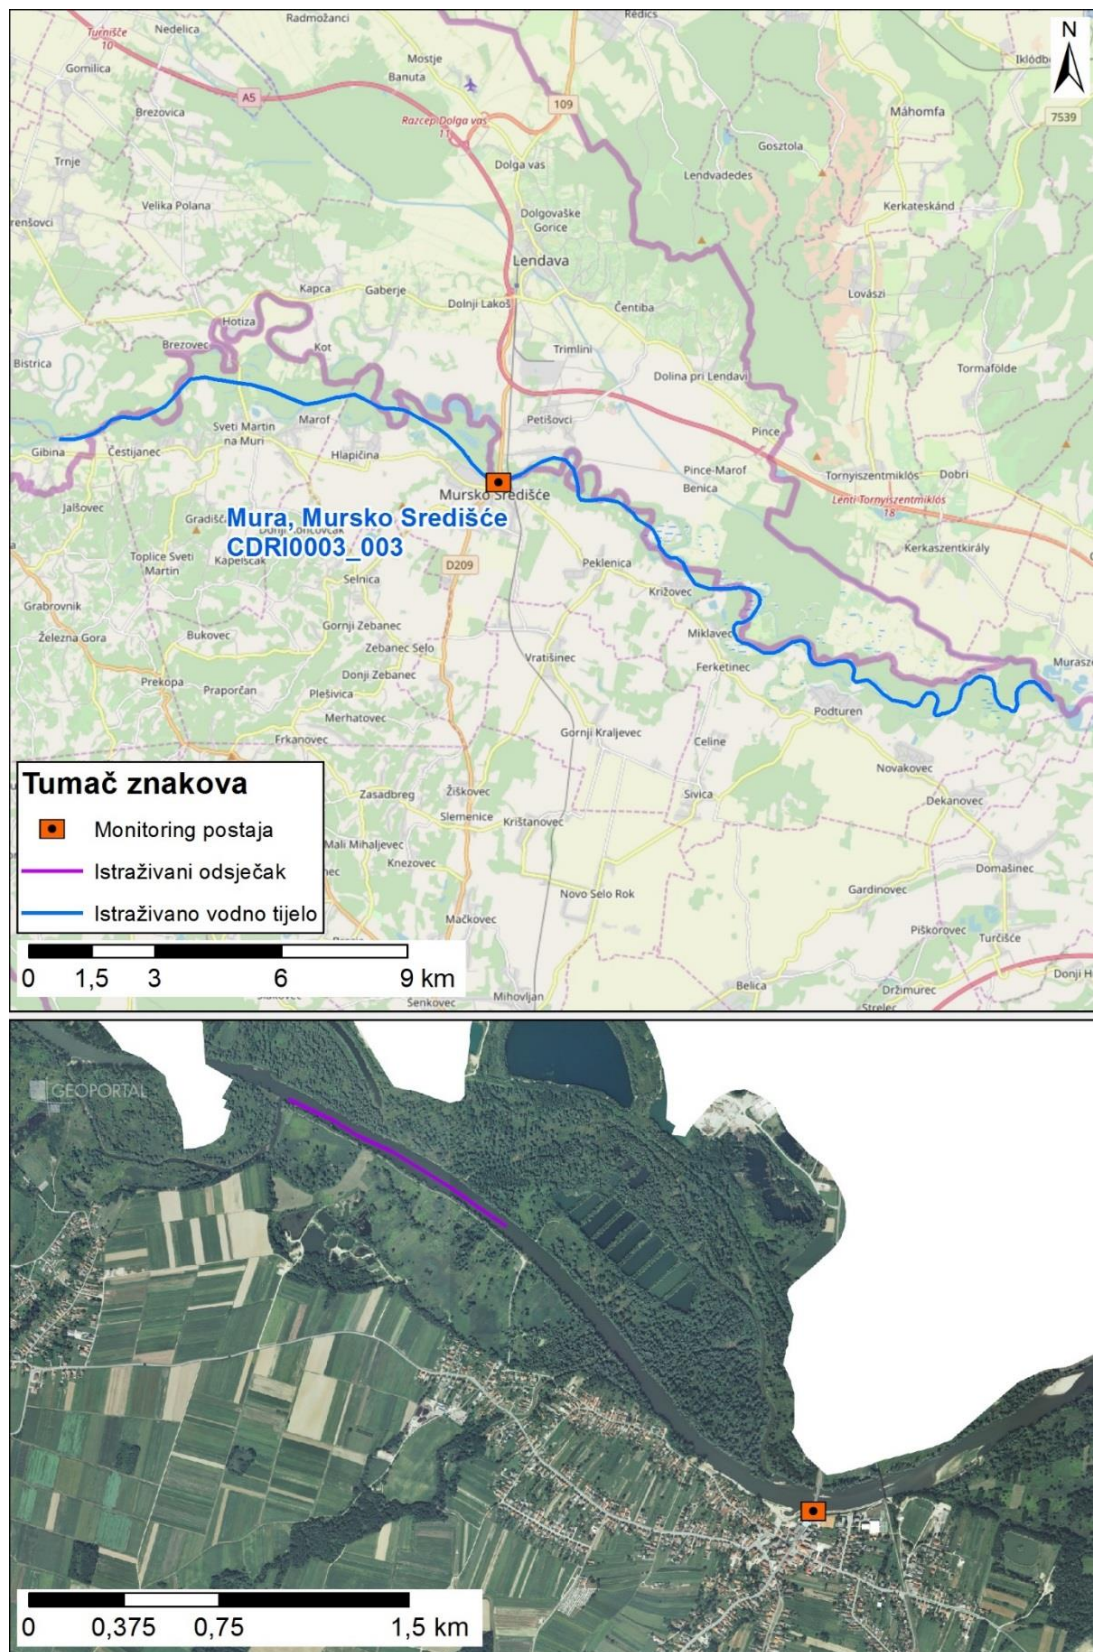 Radmožanci
Rédics
Nedelica
N
Turnišče
10
Mostje
Banuta
Gomilica
Iklódbö
A5
109
Máhomfa
7539
Brezovica
Razcep Dolga vas
11
Gosztola
Trnje
Dolga vas
Lendvadedes
Velika Polana
Kerkateskánd
renšovci
Dolgovaške
Gorice
Lendava
Kapca
Gaberje
Lovászi
Dolnji Lakoš
Čentiba
Hotiza
Brezovec
Kot
Trimlini
Bistrica
Tormafölde
Dolina pri Lendavi
Marof
Petišovci
Sveti Martin
na Muri
Pince
Gibina
Čestijanec
Hlapičina
Pince-Marof
Benica
Tornyiszentmiklós
Dobri
Mursko Središće
Lenti Tornyiszentmiklós
18
Jalšovec
Mura, Mursko Središće
CDRI0003_003
Kerkaszentkirály
Toplice Sveti
Martin
D209
Peklenica
Selnica
Križovec
Grabrovnik
Gornji Zebanec
Železna Gora
Bukovec
Miklavec
Zebanec Selo
Vratišinec
Ferketinec
Prekopa
Donji Zebanec
Praporčan
Plešivica
Podturen
Merhatovec
Gornji Kraljevec
Frkanovec
Celine
Novakovec
Tumač znakova
Zasadbreg
Žiškovec
Sivica
Dekanovec
Slemenice
Krištanovec
Monitoring postaja
Mali Mihaljevec
Knezovec
Domašinec
Istraživani odsječak
Gardinovec
Novo Selo Rok
Istraživano vodno tijelo
Mačkovec
Piškorovec
Turčišće
0 1,5 3 6 9 km
Belica
Držimurec
Strelec
Senkovec
Mihovljan
GEOPORTAL
0 0,375 0,75 1,5 km